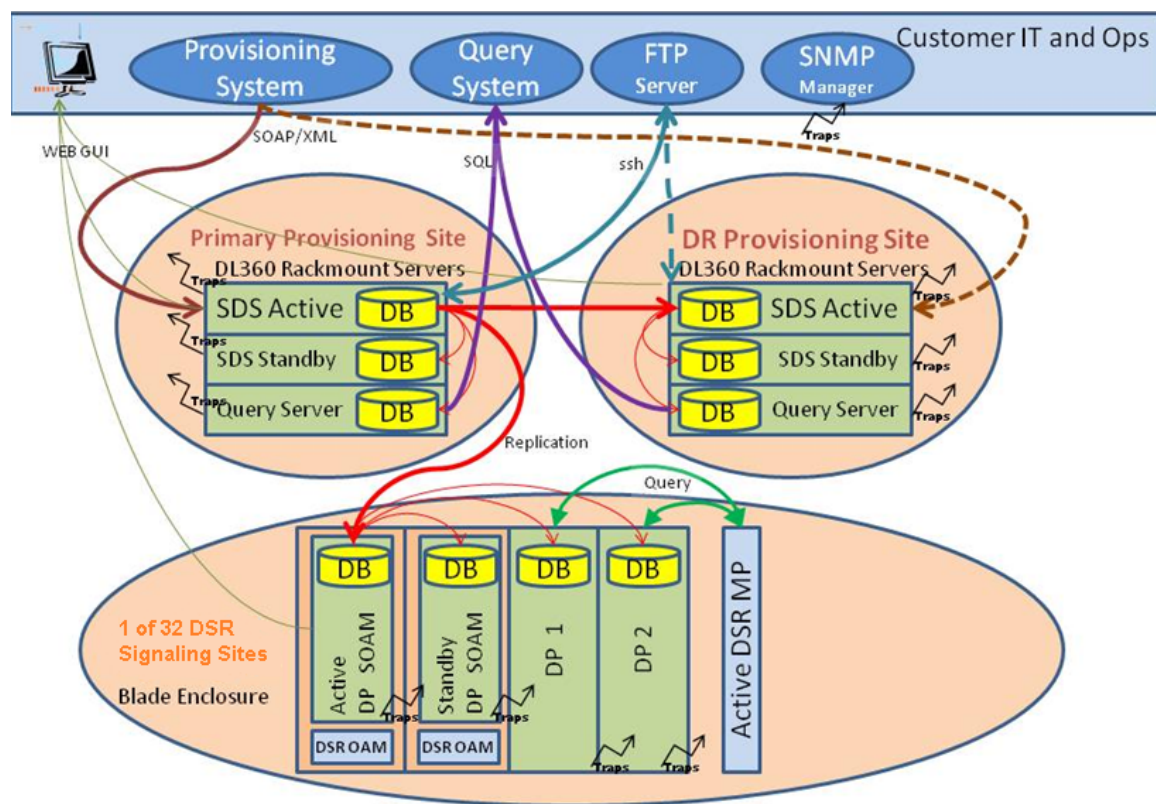 Customer IT and Ops
Provisioning
System
Query
System
FTP
Server
SNMP
Manager
Traps
WEB GUI
SOAP/XML
SQL
ssh
Primary Provisioning Site
DL360 Rackmount Servers
Traps
SDS Active
DB
Traps
SDS Standby
DB
Traps
Query Server
DB
DR Provisioning Site
DL360 Rackmount Servers
Traps
DB
SDS Active
Traps
DB
SDS Standby
Traps
DB
Query Server
Replication
Query
1 of 32 DSR
Signaling Sites
Blade Enclosure
DB
Active
DP SOAM
Traps
DSR OAM
DB
Standby
DP SOAM
Traps
DSR OAM
DB
DP 1
Traps
DB
DP 2
Traps
Active DSR MP